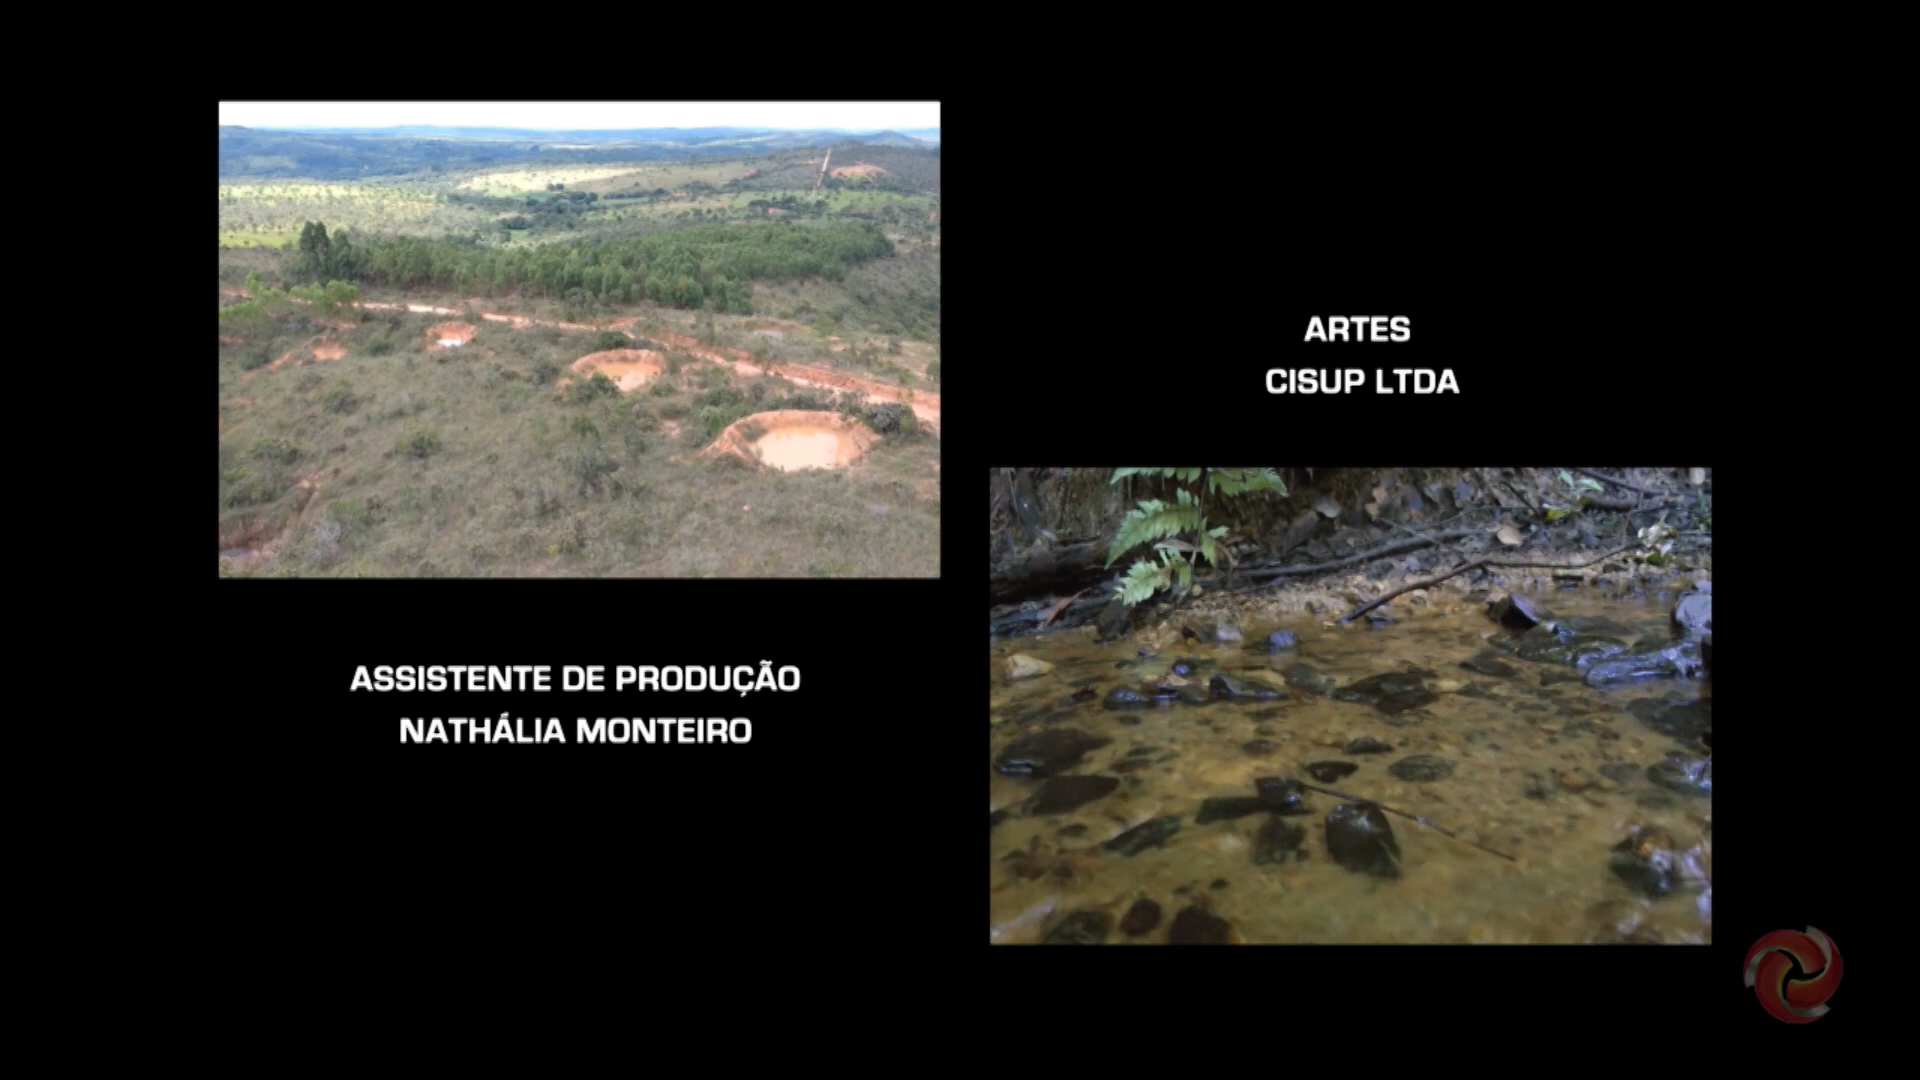 ARTES
CISUP LTDA
ASSISTENTE DE PRODUÇÃO
NATHÁLIA MONTEIRO